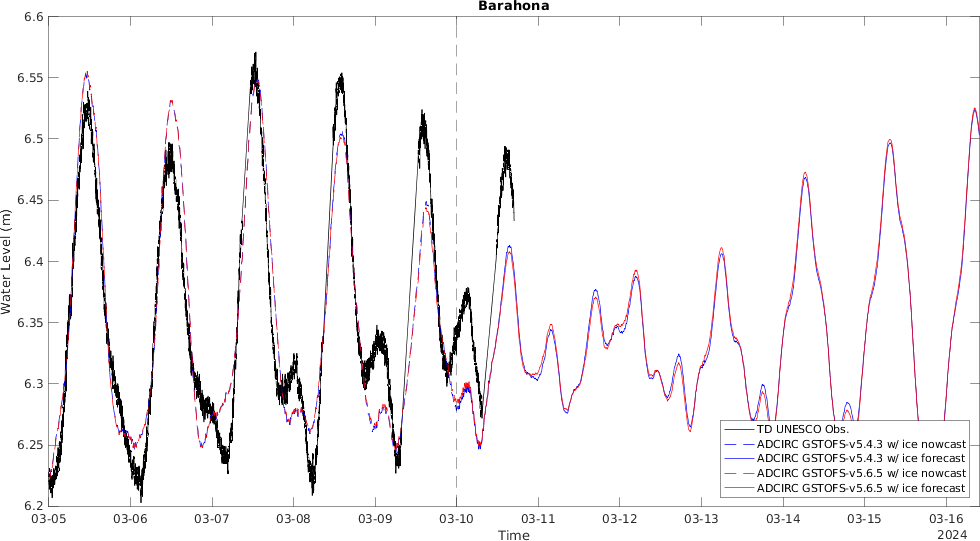 Barahona
6.6
6.55
6.5
6.45
6.4
6.35
6.3
6.25
6.2
Water Level (m)
TD UNESCO Obs.
ADCIRC GSTOFS-v5.4.3 w/ ice nowcast
ADCIRC GSTOFS-v5.4.3 w/ ice forecast
ADCIRC GSTOFS-v5.6.5 w/ ice nowcast
ADCIRC GSTOFS-v5.6.5 w/ ice forecast
03-05 03-06 03-07 03-08 03-09 03-10 03-11 03-12 03-13 03-14 03-15 03-16
Time
2024